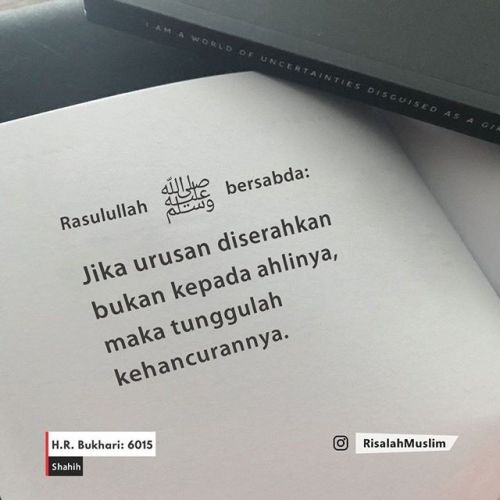 I AM A WORLD OF UNCERTAINTIES DISGUISED AS A
Rasulullah ﷺ bersabda:
Jika urusan diserahkan
bukan kepada ahlinya,
maka tunggulah
kehancurannya.
H.R. Bukhari: 6015
Shahih
RisalahMuslim